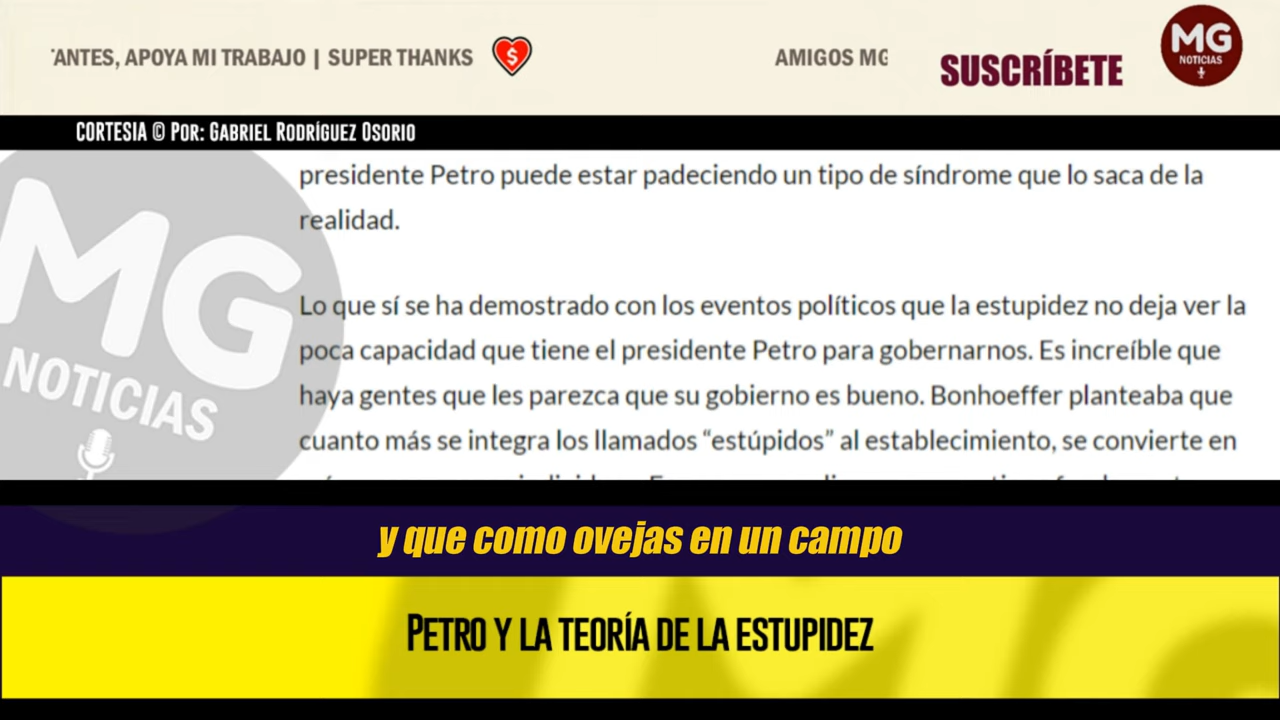 'ANTES, APOYA MI TRABAJO | SUPER THANKS
AMIGOS MG
SUSCRÍBETE
MG
NOTICIAS
CORTESIA © POR: GABRIEL RODRÍGUEZ OSORIO
presidente Petro puede estar padeciendo un tipo de síndrome que lo saca de la
realidad.
Lo que sí se ha demostrado con los eventos políticos que la estupidez no deja ver la
poca capacidad que tiene el presidente Petro para gobernarnos. Es increíble que
haya gentes que les parezca que su gobierno es bueno. Bonhoeffer planteaba que
cuanto más se integra los llamados “estúpidos” al establecimiento, se convierte en
MG
NOTICIAS
y que como ovejas en un campo
PETRO Y LA TEORÍA DE LA ESTUPIDEZ